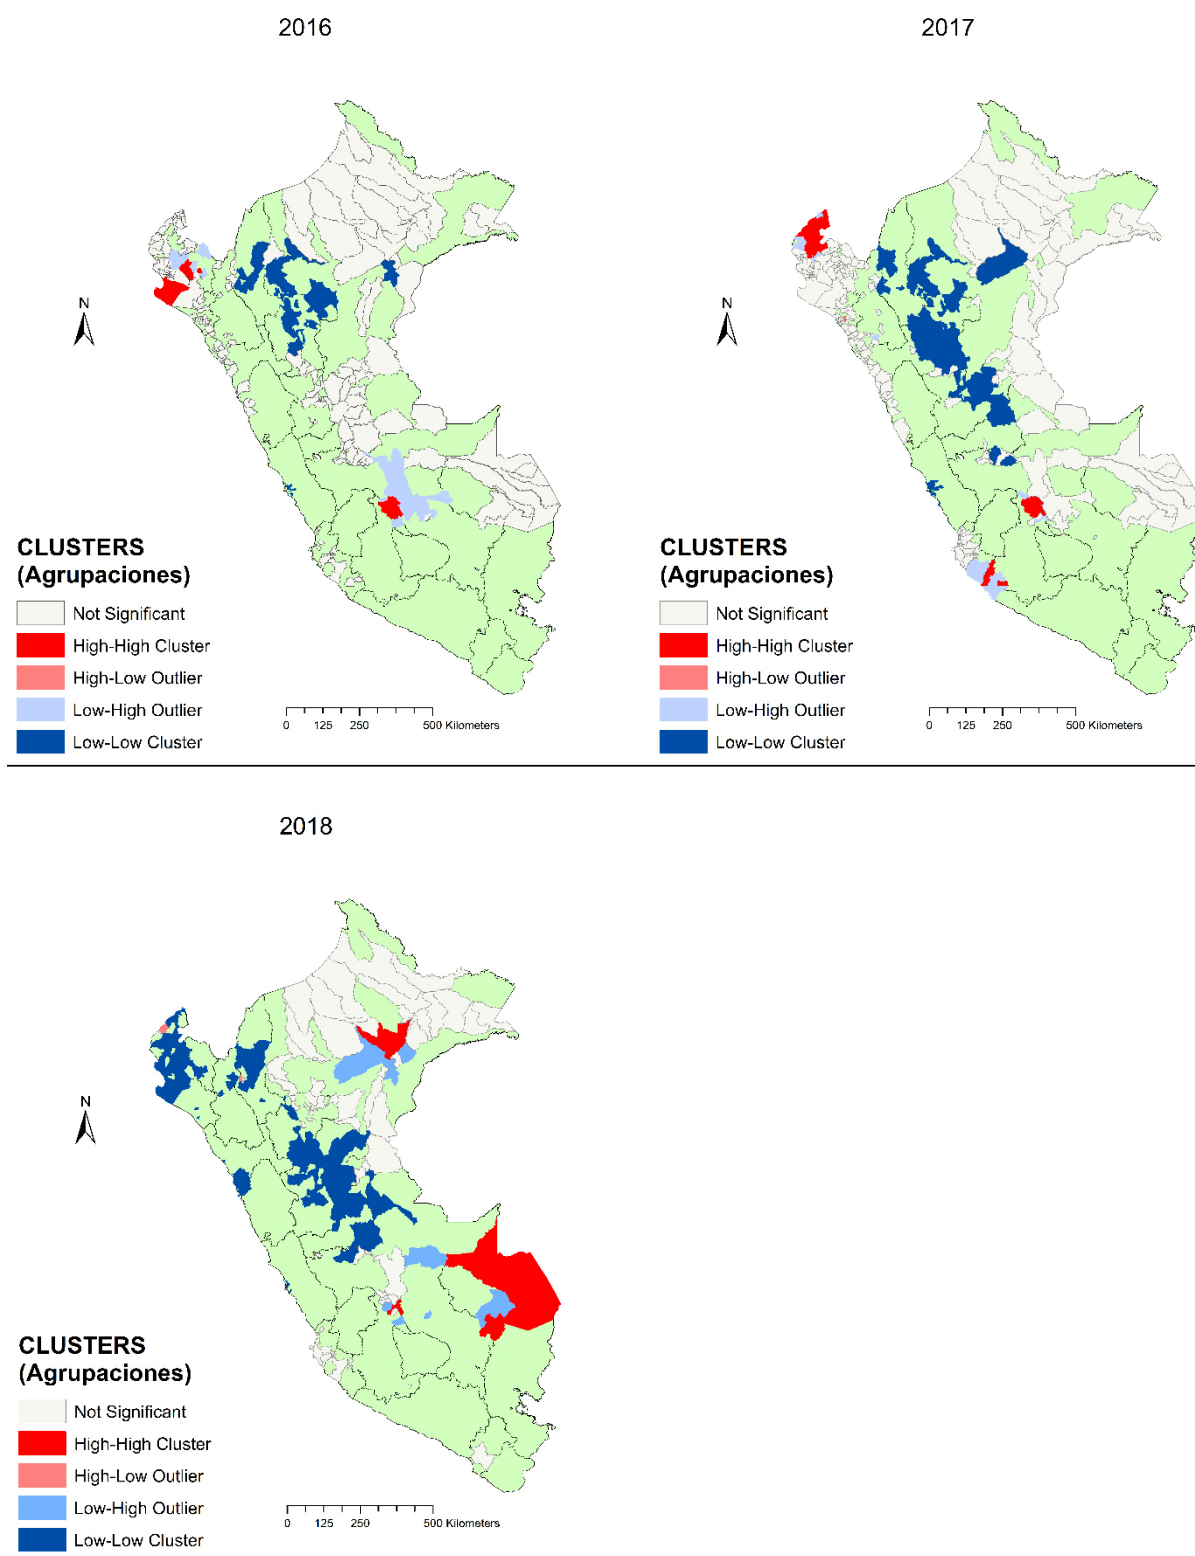 2016
2017
N
N
CLUSTERS
(Agrupaciones)
Not Significant
High-High Cluster
High-Low Outlier
Low-High Outlier
Low-Low Cluster
0 125 250 500 Kilometers
CLUSTERS
(Agrupaciones)
Not Significant
High-High Cluster
High-Low Outlier
Low-High Outlier
Low-Low Cluster
0 125 250 500 Kilometers
2018
N
CLUSTERS
(Agrupaciones)
Not Significant
High-High Cluster
High-Low Outlier
Low-High Outlier
Low-Low Cluster
0 125 250 500 Kilometers